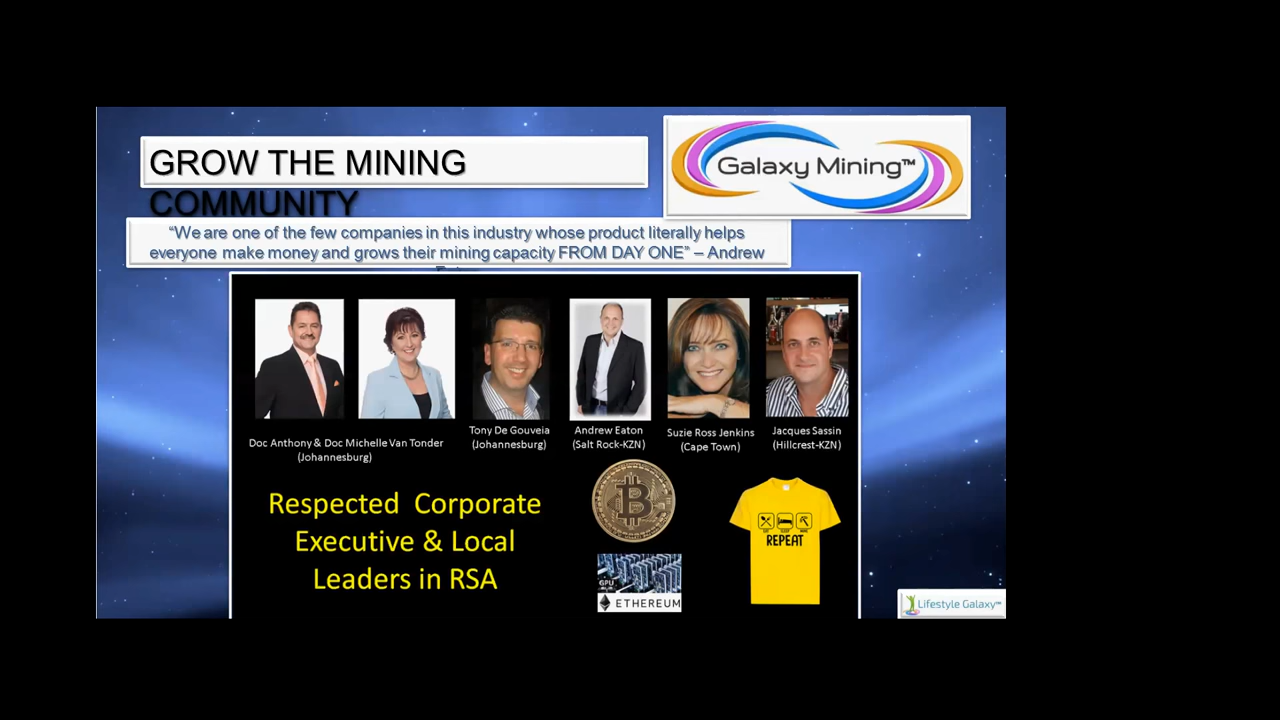 GROW THE MINING
COMMUNITY
Galaxy Mining™
“We are one of the few companies in this industry whose product literally helps
everyone make money and grows their mining capacity FROM DAY ONE” – Andrew
Doc Anthony & Doc Michelle Van Tonder
(Johannesburg)
Tony De Gouveia
(Johannesburg)
Andrew Eaton
(Salt Rock-KZN)
Suzie Ross Jenkins
(Cape Town)
Jacques Sassin
(Hillcrest-KZN)
Respected Corporate
Executive & Local
Leaders in RSA
GPU
ETHEREUM
REPEAT
Lifestyle Galaxy™